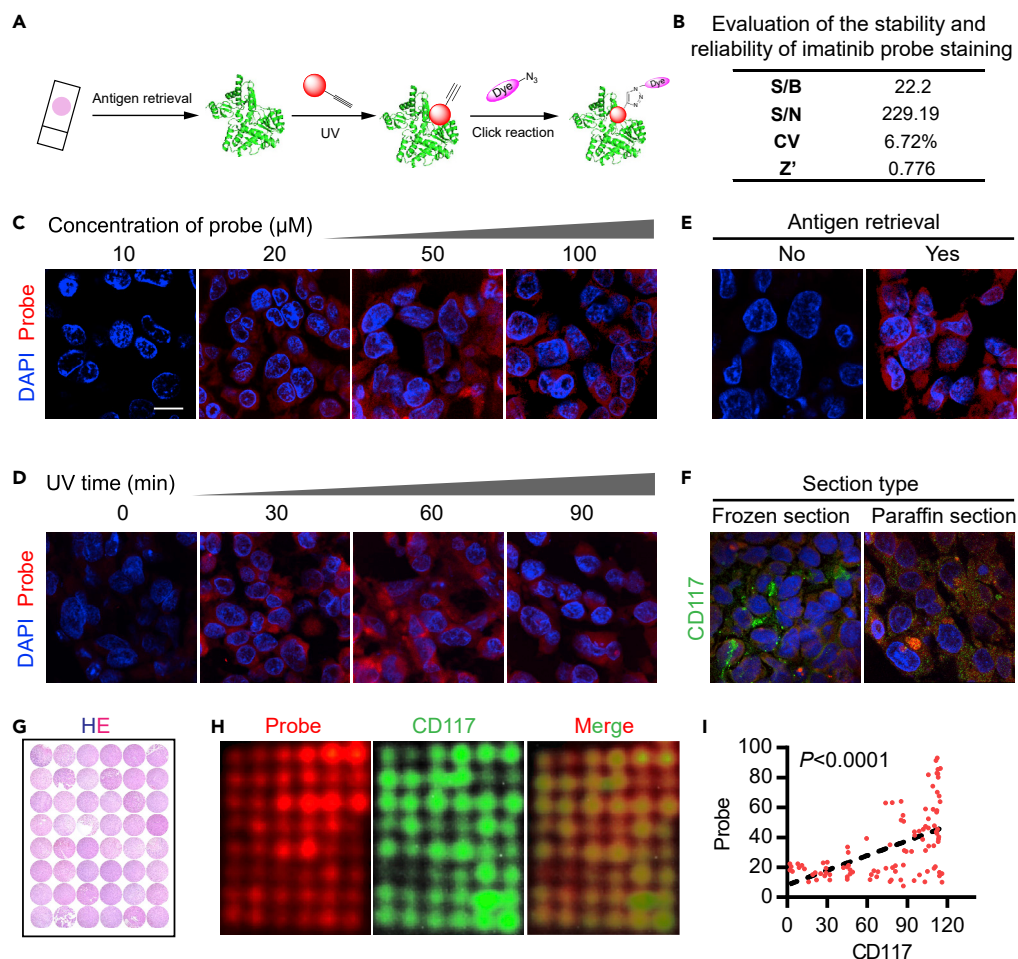 A
Antigen retrieval
UV
Dye
N3
Click reaction
Dye
N
N
N
B
Evaluation of the stability and
reliability of imatinib probe staining
S/B 22.2
S/N 229.19
CV 6.72%
Z’ 0.776
C
Concentration of probe (μM)
10 20 50 100
DAPI Probe
E
Antigen retrieval
No Yes
D
UV time (min)
0 30 60 90
DAPI Probe
F
Section type
Frozen section Paraffin section
CD117
G
HE
H
Probe CD117 Merge
I
P<0.0001
Probe
100
80
60
40
20
0
0 30 60 90 120
CD117